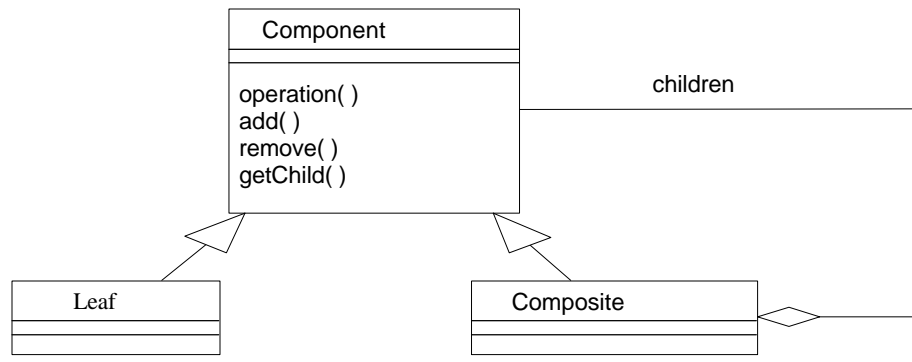 Component
operation( )
add( )
remove( )
getChild( )
children
Leaf
Composite